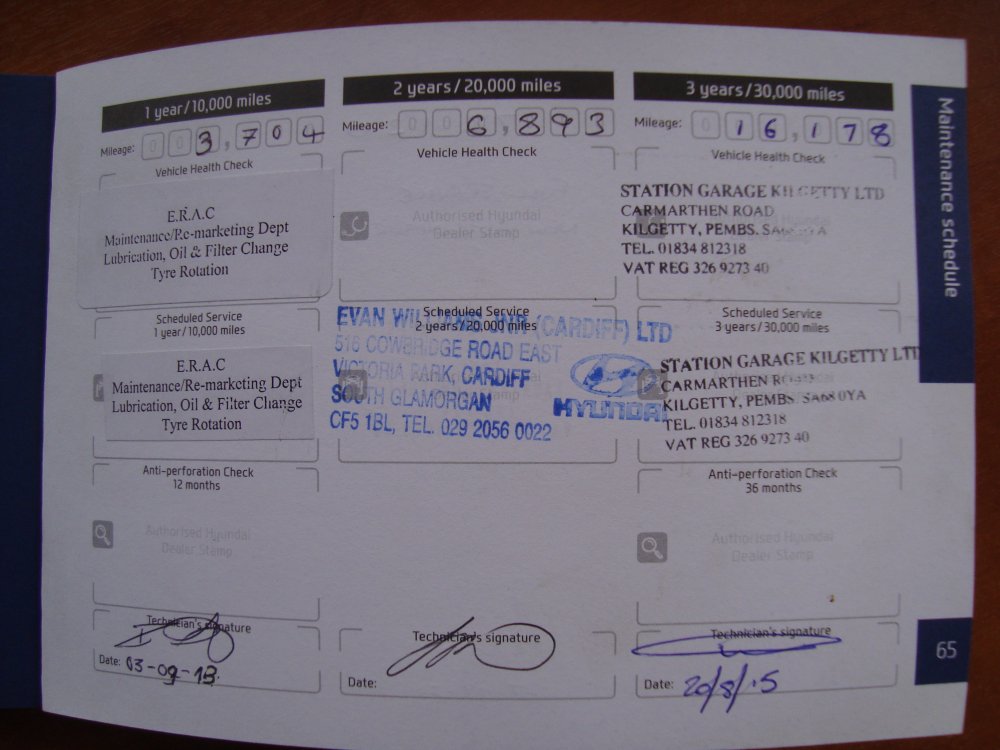 1 year/10,000 miles
Mileage: 003,704
Vehicle Health Check
E.R.A.C
Maintenance/Re-marketing Dept
Lubrication, Oil & Filter Change
Tyre Rotation
Scheduled Service
1 year/10,000 miles
E.R.A.C
Maintenance/Re-marketing Dept
Lubrication, Oil & Filter Change
Tyre Rotation
Anti-perforation Check
12 months
Authorised Hyundai
Dealer Stamp
Technician's signature
Date: 03-09-13
2 years/20,000 miles
Mileage: 006,893
Vehicle Health Check
Authorised Hyundai
Dealer Stamp
Scheduled Service
2 years/20,000 miles
EVAN (CARDIFF) LTD
516 COWBRIDGE ROAD EAST
VICTORIA PARK, CARDIFF
SOUTH GLAMORGAN
CF5 1BL, TEL. 029 2056 0022
HYUNDAI
Technician's signature
Date:
3 years/30,000 miles
Mileage: 016,178
Vehicle Health Check
STATION GARAGE KILGETTY LTD
CARMARTHEN ROAD
KILGETTY, PEMBS.
TEL. 01834 812318
VAT REG 326 9273 40
Scheduled Service
3 years/30,000 miles
STATION GARAGE KILGETTY LTD
CARMARTHEN ROAD
KILGETTY, PEMBS. SA68 0YA
TEL. 01834 812318
VAT REG 326 9273 40
Anti-perforation Check
36 months
Authorised Hyundai
Dealer Stamp
Technician's signature
Date: 20/8/15
Maintenance schedule
65